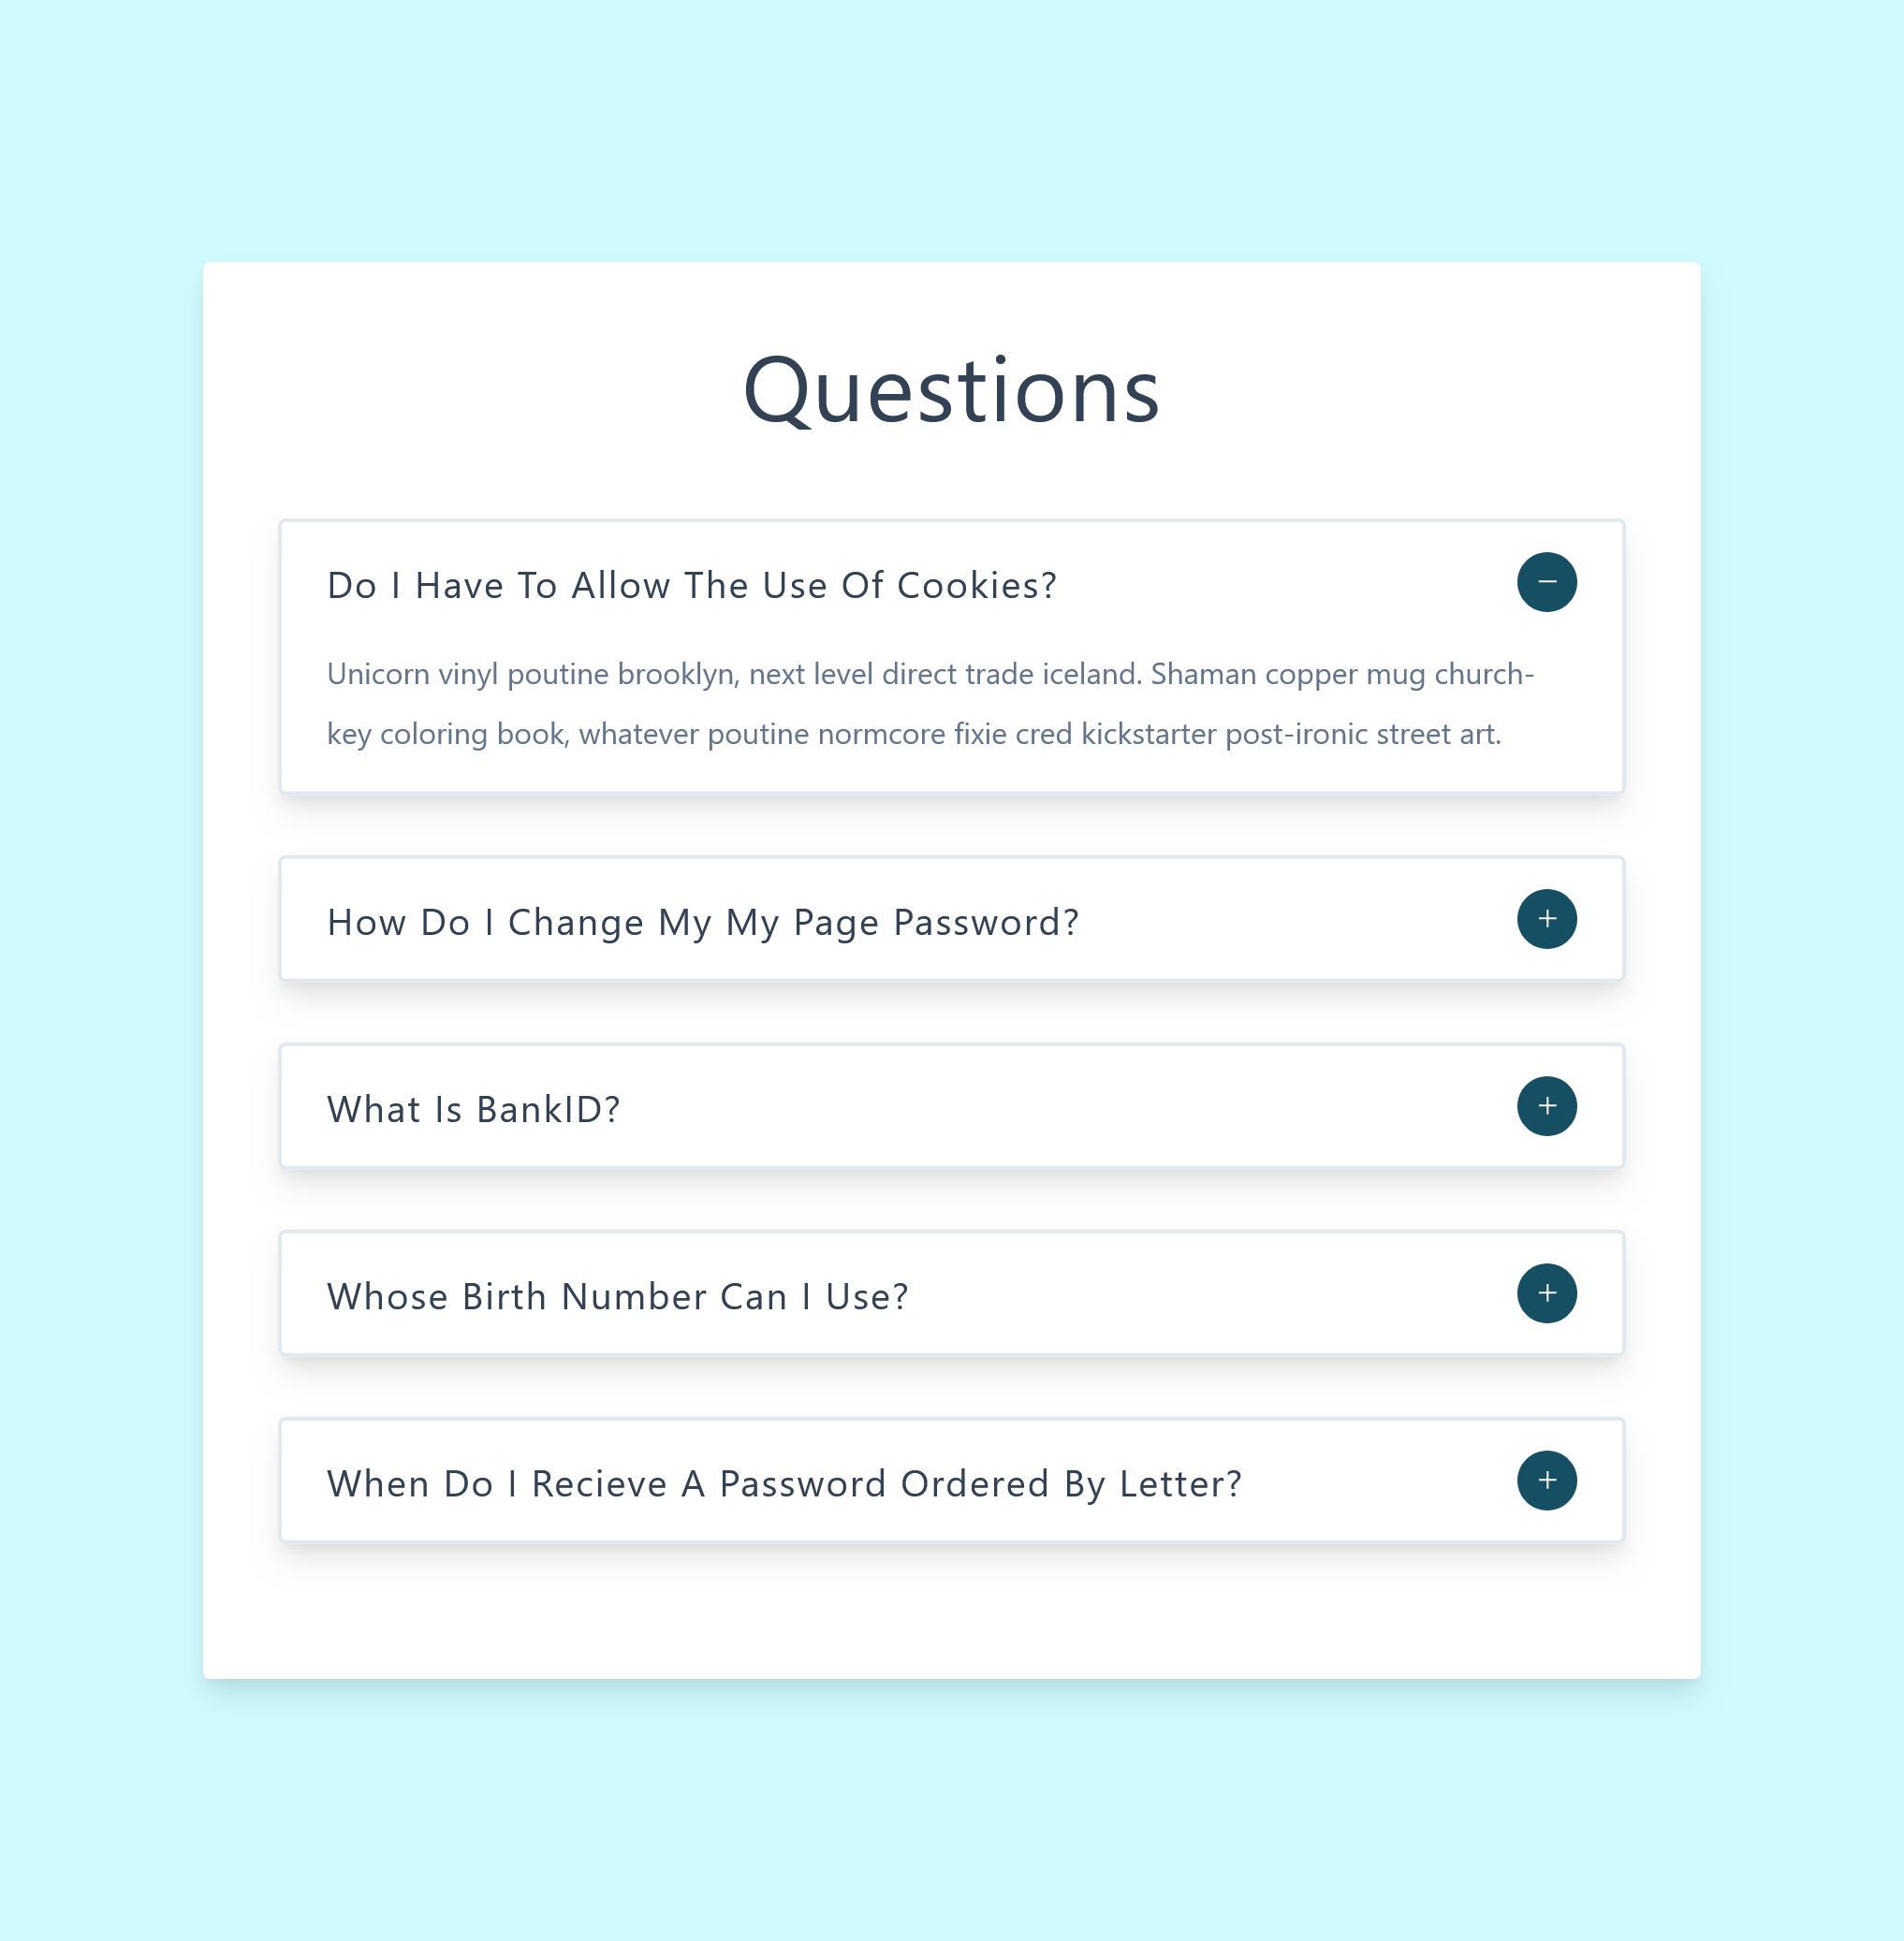 Questions
Do I Have To Allow The Use Of Cookies?
Unicorn vinyl poutine brooklyn, next level direct trade iceland. Shaman copper mug church-
key coloring book, whatever poutine normcore fixie cred kickstarter post-ironic street art.
How Do I Change My My Page Password?
What Is BankID?
Whose Birth Number Can I Use?
When Do I Recieve A Password Ordered By Letter?